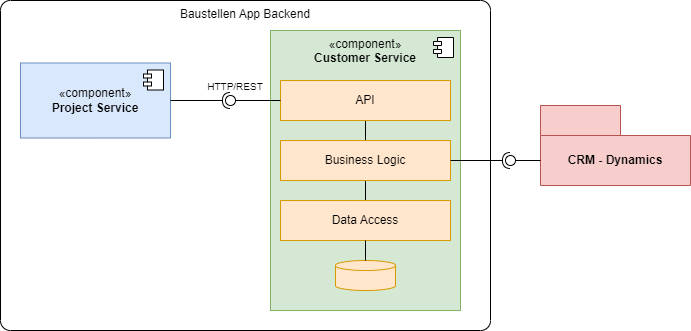 Baustellen App Backend
«component»
Project Service
HTTP/REST
«component»
Customer Service
API
Business Logic
Data Access
CRM - Dynamics